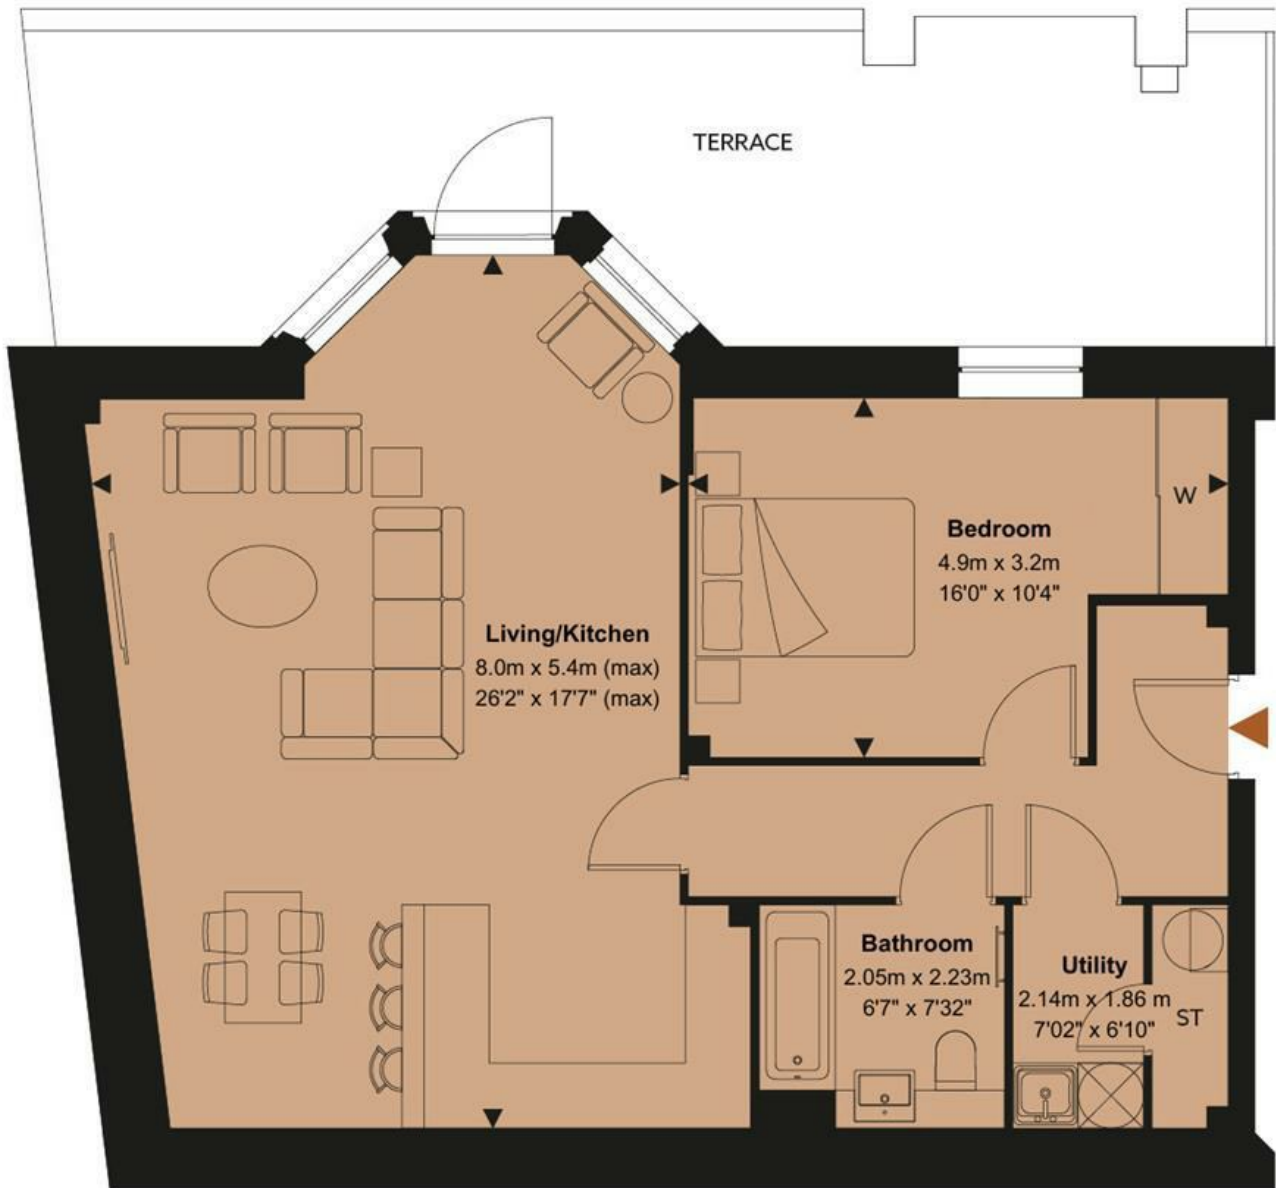 TERRACE
W
Bedroom
4.9m x 3.2m
16'0" x 10'4"
Living/Kitchen
8.0m x 5.4m (max)
26'2" x 17'7" (max)
Bathroom
2.05m x 2.23m
6'7" x 7'32"
Utility
2.14m x 1.86 m
7'02" x 6'10"
ST